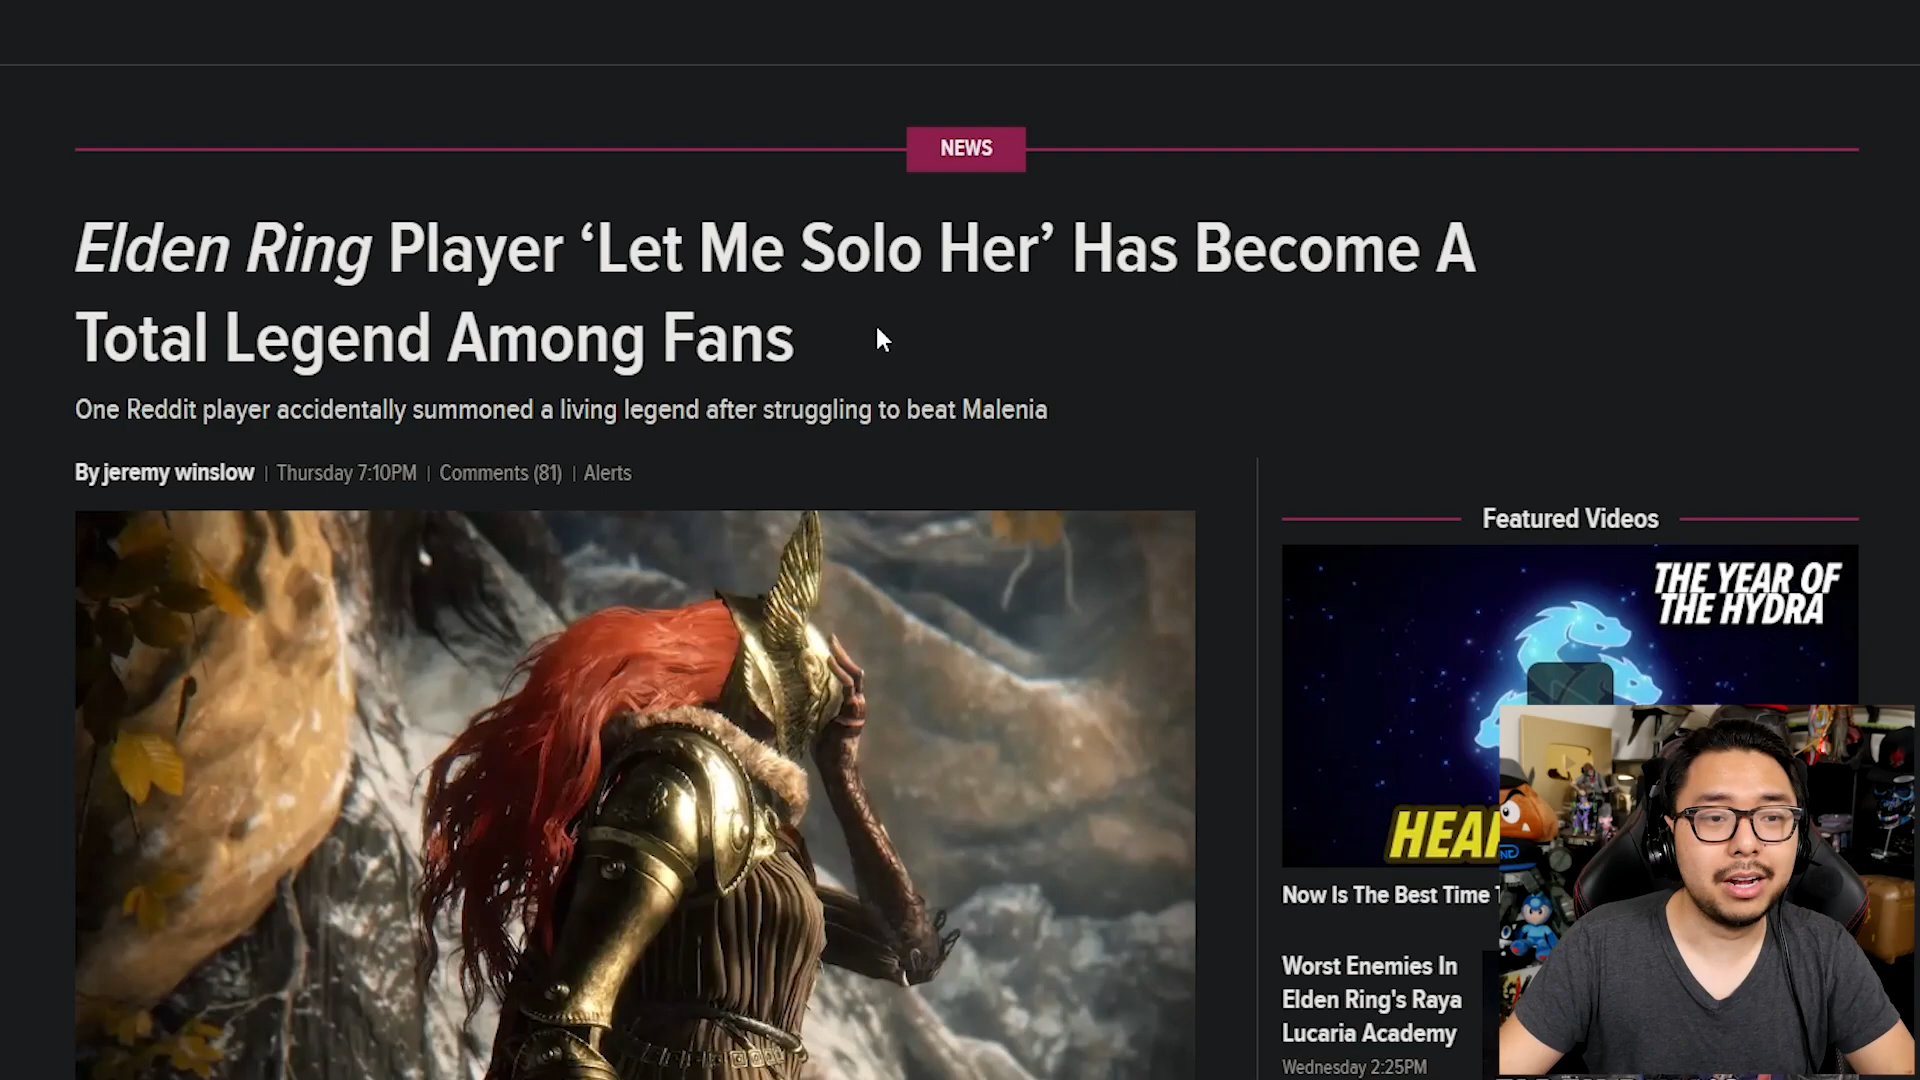 NEWS
Elden Ring Player ‘Let Me Solo Her’ Has Become A
Total Legend Among Fans
One Reddit player accidentally summoned a living legend after struggling to beat Malenia
By jeremy winslow | Thursday 7:10PM | Comments (81) | Alerts
Featured Videos
THE YEAR OF
THE HYDRA
Now Is The Best Time
Worst Enemies In
Elden Ring's Raya
Lucaria Academy
Wednesday 2:25PM